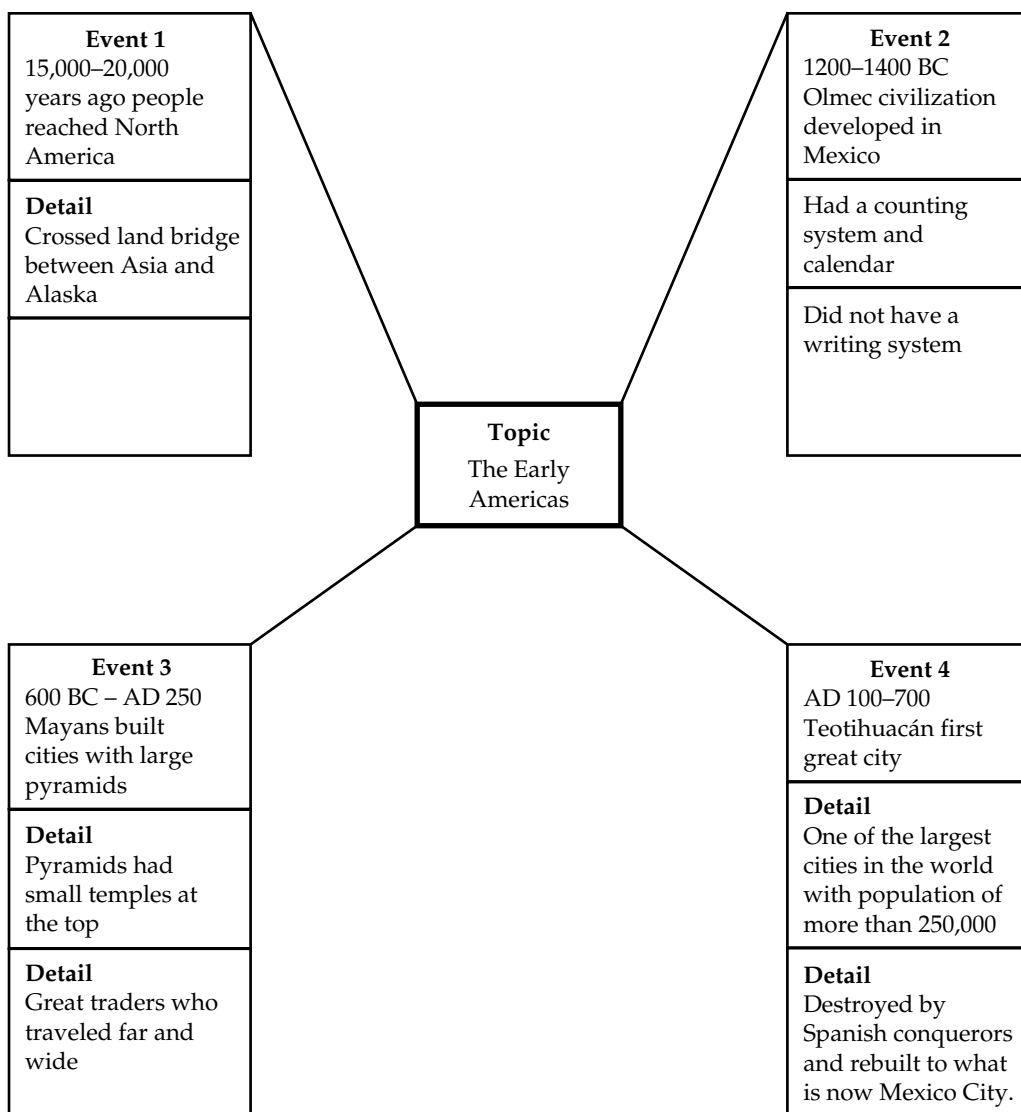 Event 1
15,000–20,000
years ago people
reached North
America
Detail
Crossed land bridge
between Asia and
Alaska
Event 2
1200–1400 BC
Olmec civilization
developed in
Mexico
Had a counting
system and
calendar
Did not have a
writing system
Topic
The Early
Americas
Event 3
600 BC – AD 250
Mayans built
cities with large
pyramids
Detail
Pyramids had
small temples at
the top
Detail
Great traders who
traveled far and
wide
Event 4
AD 100–700
Teotihuacán first
great city
Detail
One of the largest
cities in the world
with population of
more than 250,000
Detail
Destroyed by
Spanish conquerors
and rebuilt to what
is now Mexico City.